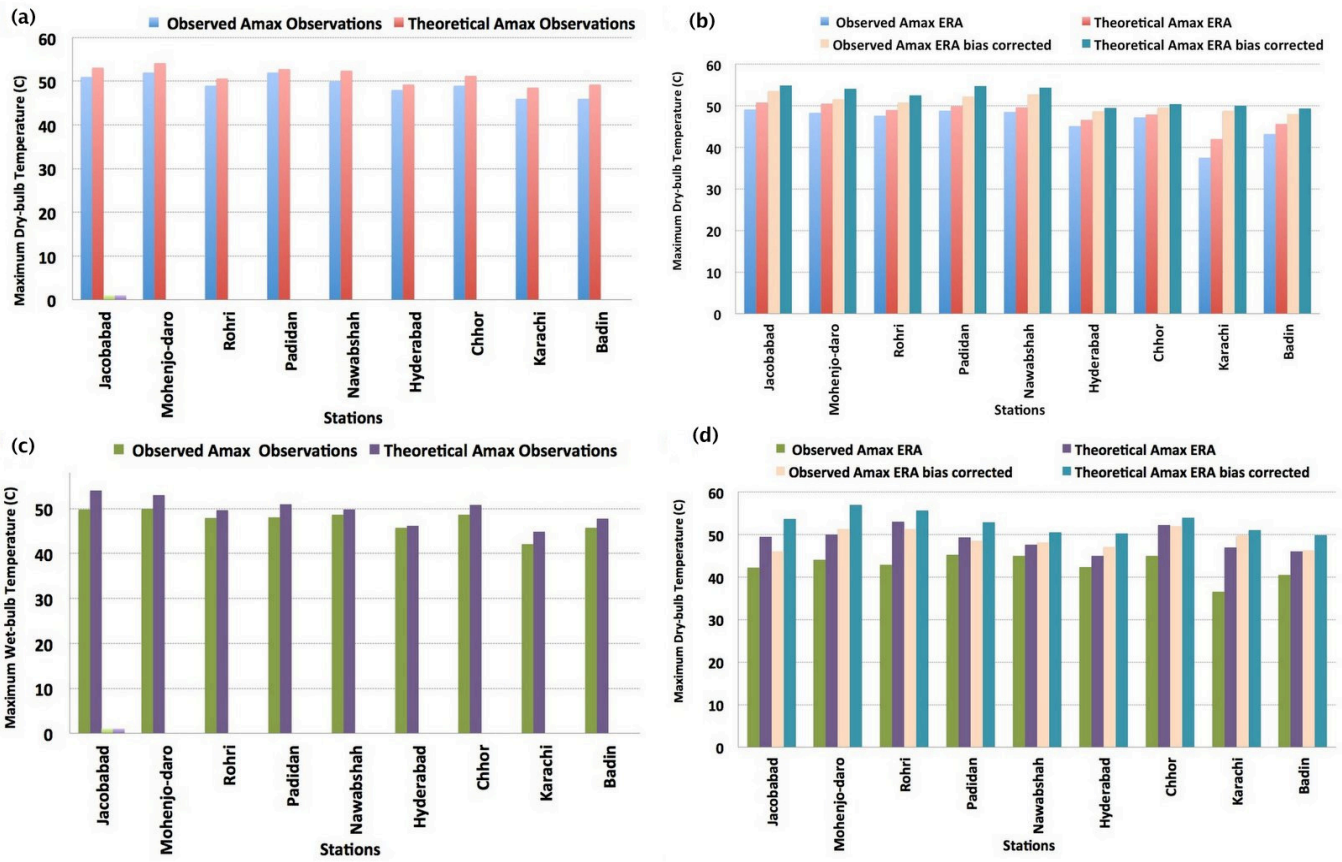 (a)
Observed Amax Observations Theoretical Amax Observations
Maximum Dry-bulb Temperature (C)
60
50
40
30
20
10
0
Jacobabad
Mohenjo-daro
Rohri
Padidan
Nawabshah
Hyderabad
Chhor
Karachi
Badin
Stations
(b)
Observed Amax ERA Theoretical Amax ERA
Observed Amax ERA bias corrected Theoretical Amax ERA bias corrected
Maximum Dry-bulb Temperature (C)
60
50
40
30
20
10
0
Jacobabad
Mohenjo-daro
Rohri
Padidan
Nawabshah
Hyderabad
Chhor
Karachi
Badin
Stations
(c)
Observed Amax Observations Theoretical Amax Observations
Maximum Wet-bulb Temperature (C)
50
40
30
20
10
0
Jacobabad
Mohenjo-daro
Rohri
Padidan
Nawabshah
Hyderabad
Chhor
Karachi
Badin
Stations
(d)
Observed Amax ERA Theoretical Amax ERA
Observed Amax ERA bias corrected Theoretical Amax ERA bias corrected
Maximum Dry-bulb Temperature (C)
60
50
40
30
20
10
0
Jacobabad
Mohenjo-daro
Rohri
Padidan
Nawabshah
Hyderabad
Chhor
Karachi
Badin
Stations